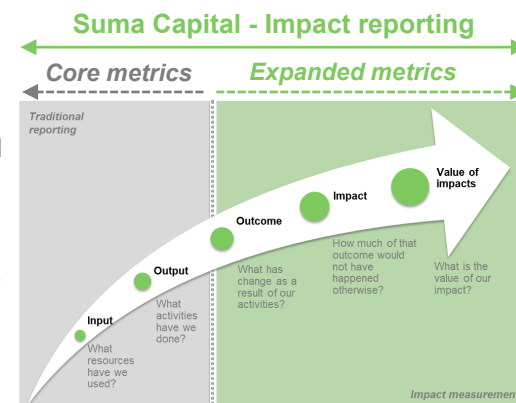 Suma Capital - Impact reporting
Core metrics
Expanded metrics
Traditional
reporting
Value of
impacts
Impact
Outcome
How much of that
outcome would
not have
happened
otherwise?
What is the
value of our
impact?
Output
What has
change as a
result of our
activities?
What
activities
have we
done?
Input
What
resources
have we
used?
Impact measuremen